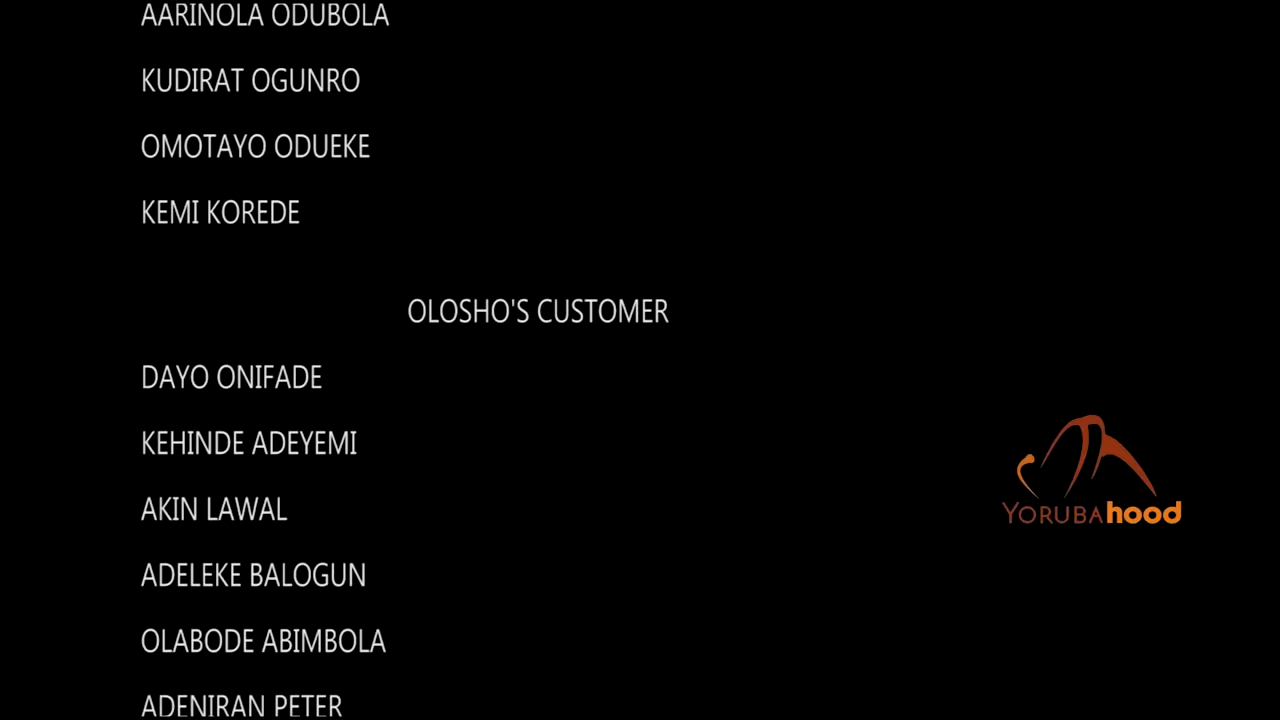 AARINOLA ODUBOLA
KUDIRAT OGUNRO
OMOTAYO ODUEKE
KEMI KOREDE
OLOSHO'S CUSTOMER
DAYO ONIFADE
KEHINDE ADEYEMI
AKIN LAWAL
ADELEKE BALOGUN
OLABODE ABIMBOLA
ADENIRAN PETER
YORUBAhood